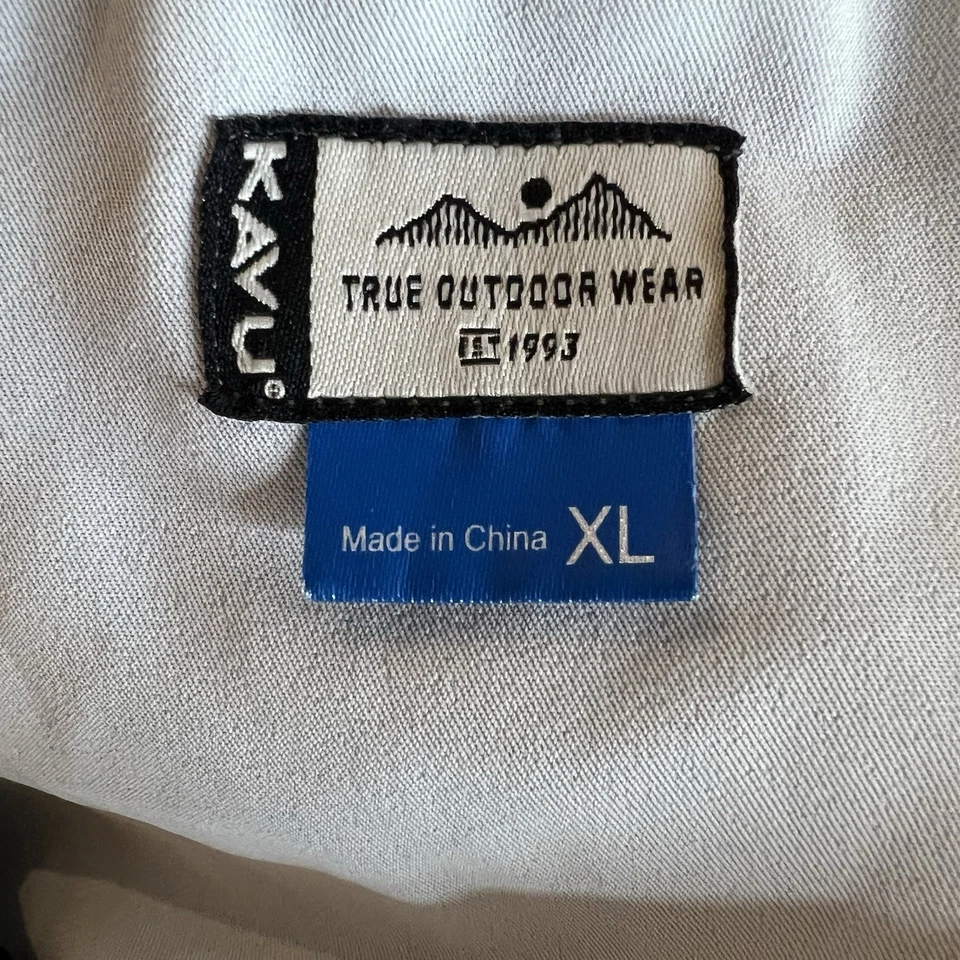 KAVU®
TRUE OUTDOOR WEAR
EST 1993
Made in China XL